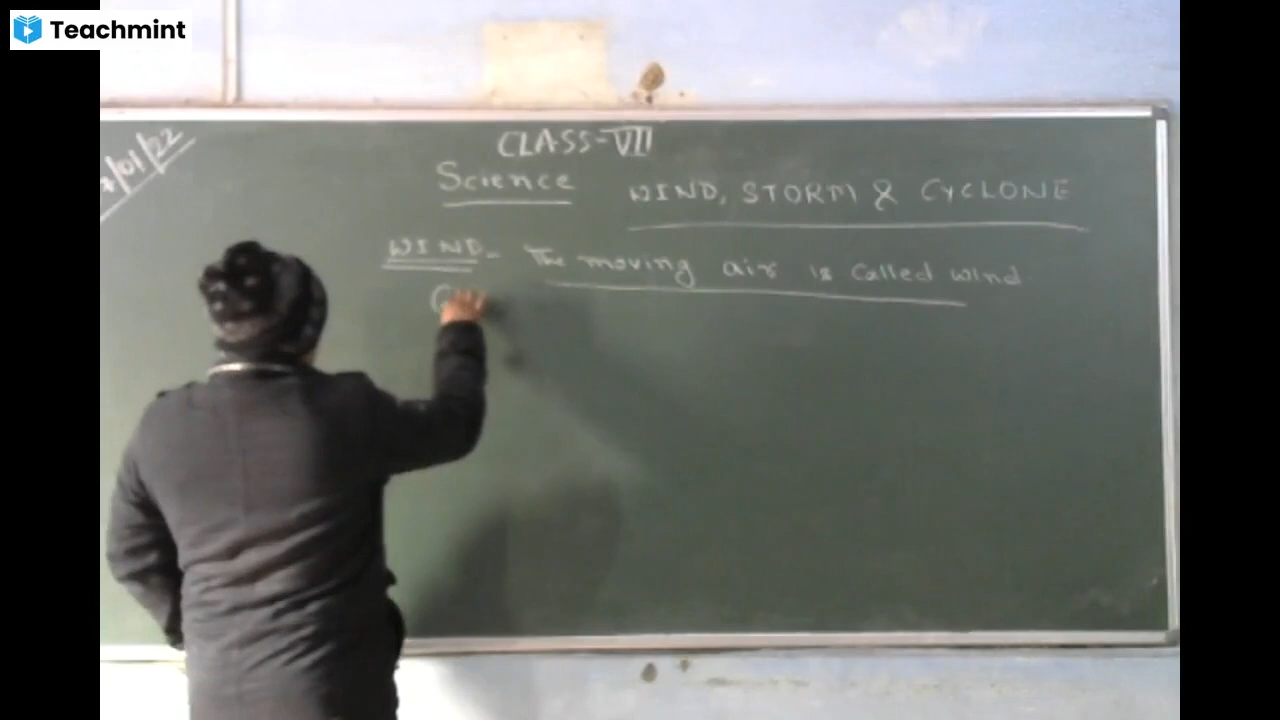 Teachmint
/01/22
CLASS-VII
Science WIND, STORM & CYCLONE
WIND - The moving air is called wind